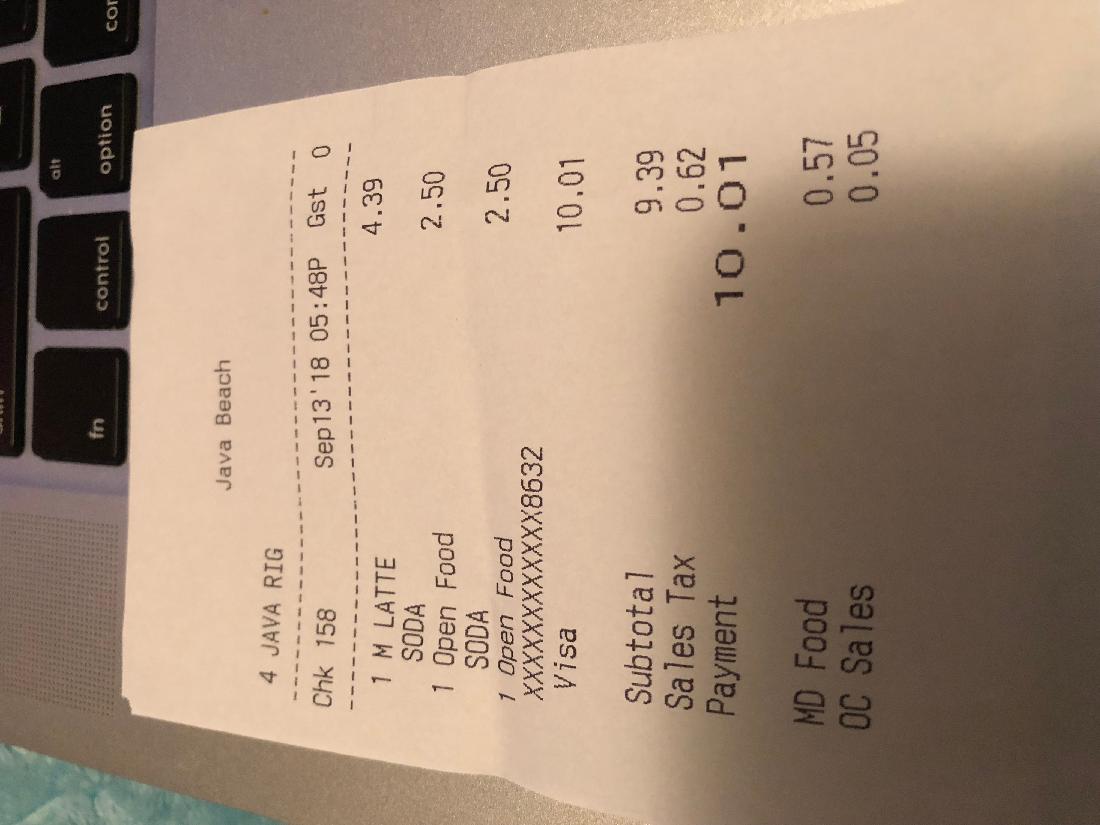 Java Beach
4 JAVA RIG
--------------------------------
Chk 158 Sep13'18 05:48P Gst 0
--------------------------------
1 M LATTE 4.39
SODA
1 Open Food 2.50
SODA
1 Open Food 2.50
XXXXXXXXXXXX8632
Visa 10.01
Subtotal 9.39
Sales Tax 0.62
Payment 10.01
MD Food 0.57
OC Sales 0.05
alt
option
control
fn